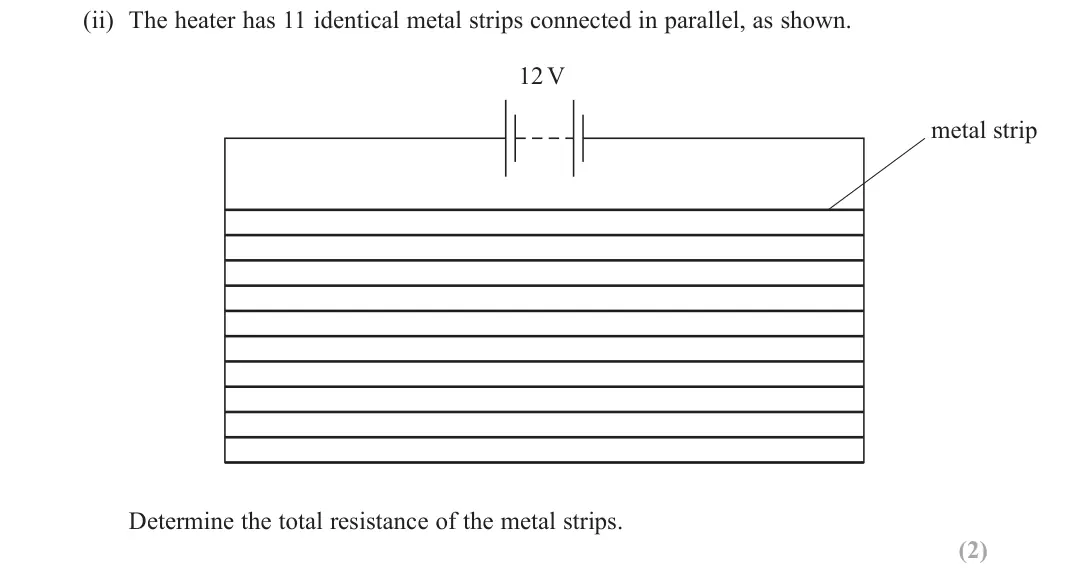 (ii) The heater has 11 identical metal strips connected in parallel, as shown.
12 V
metal strip
Determine the total resistance of the metal strips.
(2)